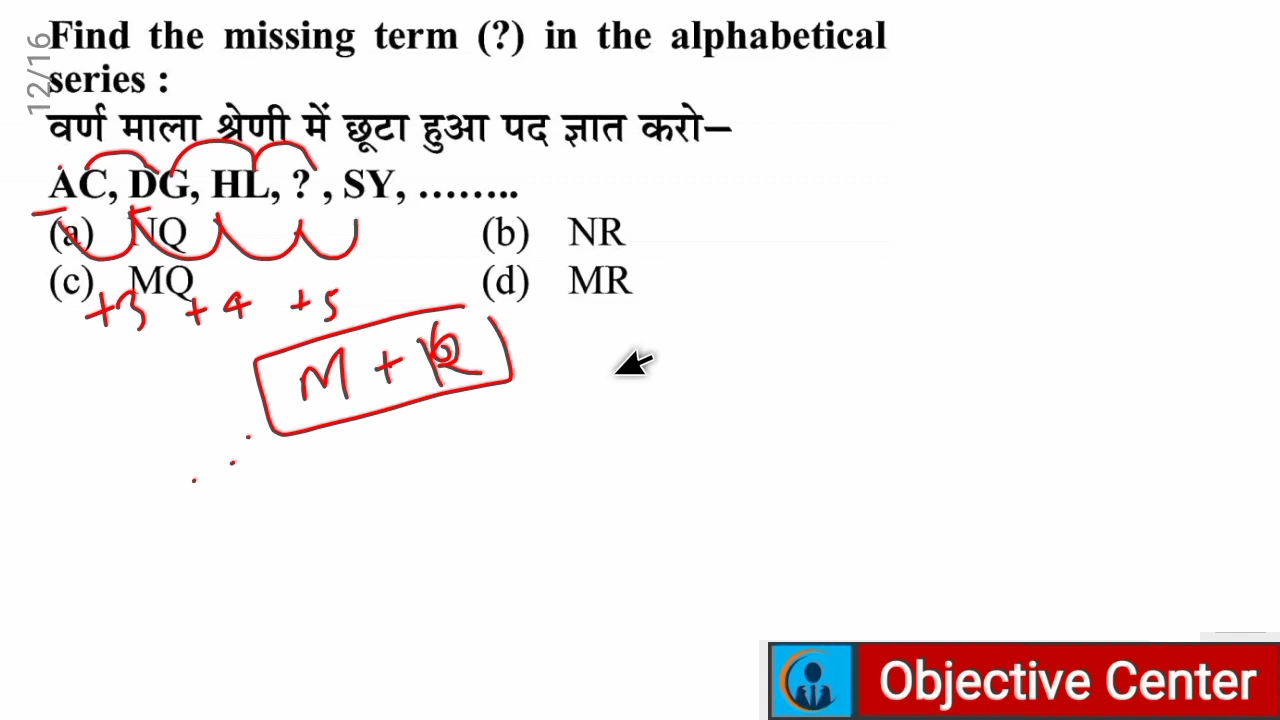 12/16
Find the missing term (?) in the alphabetical
series :
वर्ण माला श्रेणी में छूटा हुआ पद ज्ञात करो–
AC, DG, HL, ? , SY, ........
(a) NQ (b) NR
(c) MQ (d) MR
+3 +4 +5
M +
Objective Center